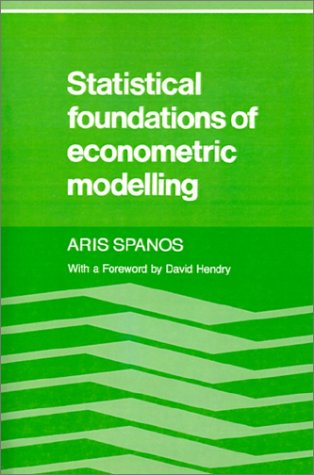 Statistical
foundations of
econometric
modelling
ARIS SPANOS
With a Foreword by David Hendry